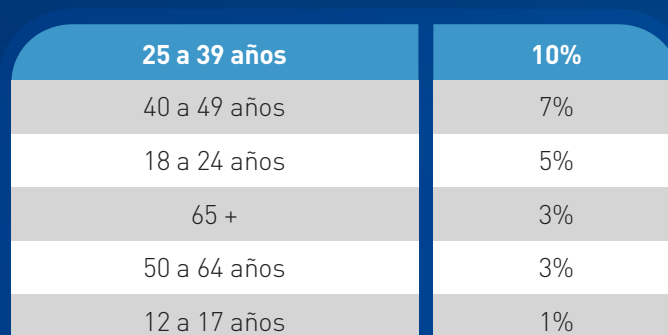 25 a 39 años 10%
40 a 49 años 7%
18 a 24 años 5%
65 + 3%
50 a 64 años 3%
12 a 17 años 1%